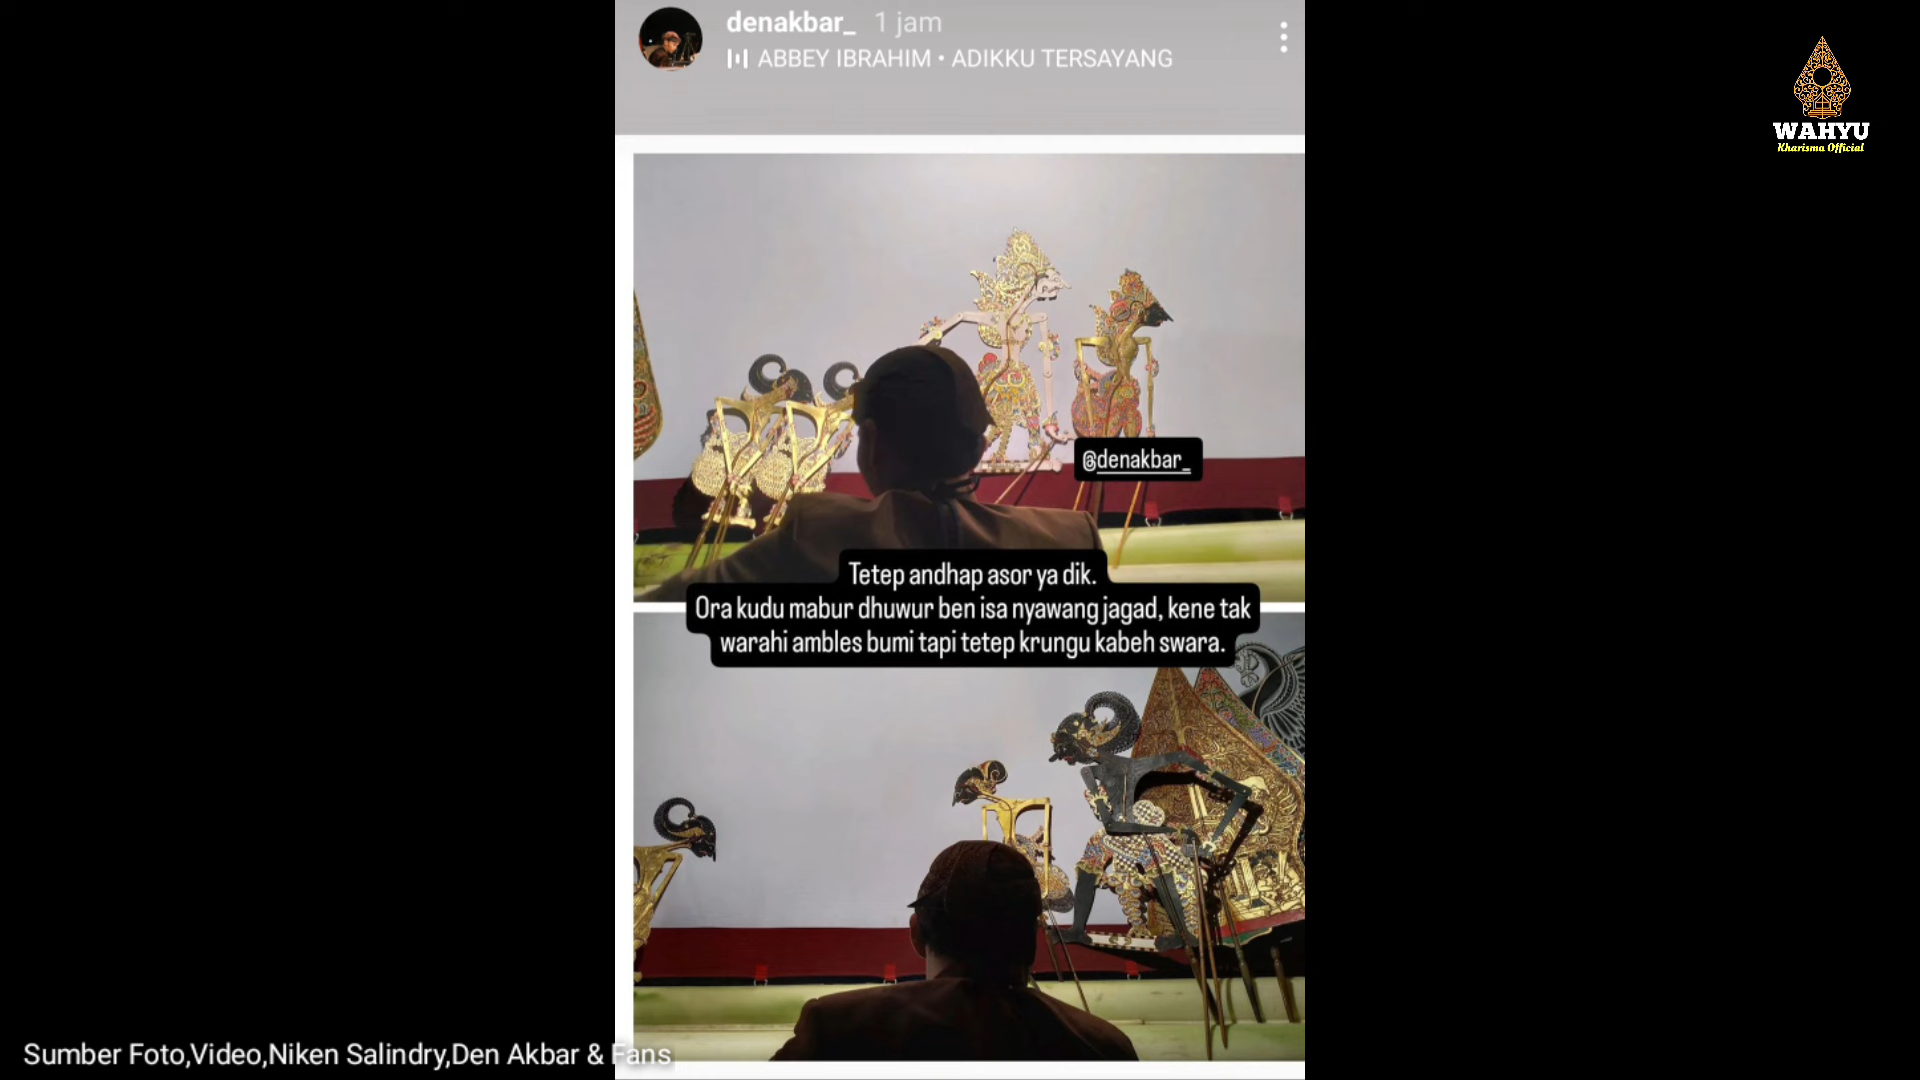 denakbar_ 1 jam
ABBEY IBRAHIM • ADIKKU TERSAYANG
WAHYU
Kharisma Official
@denakbar_
Tetep andhap asor ya dik.
Ora kudu mabur dhuwur ben isa nyawang jagad, kene tak
warahi ambles bumi tapi tetep krungu kabeh swara.
Sumber Foto,Video,Niken Salindry,Den Akbar & Fans